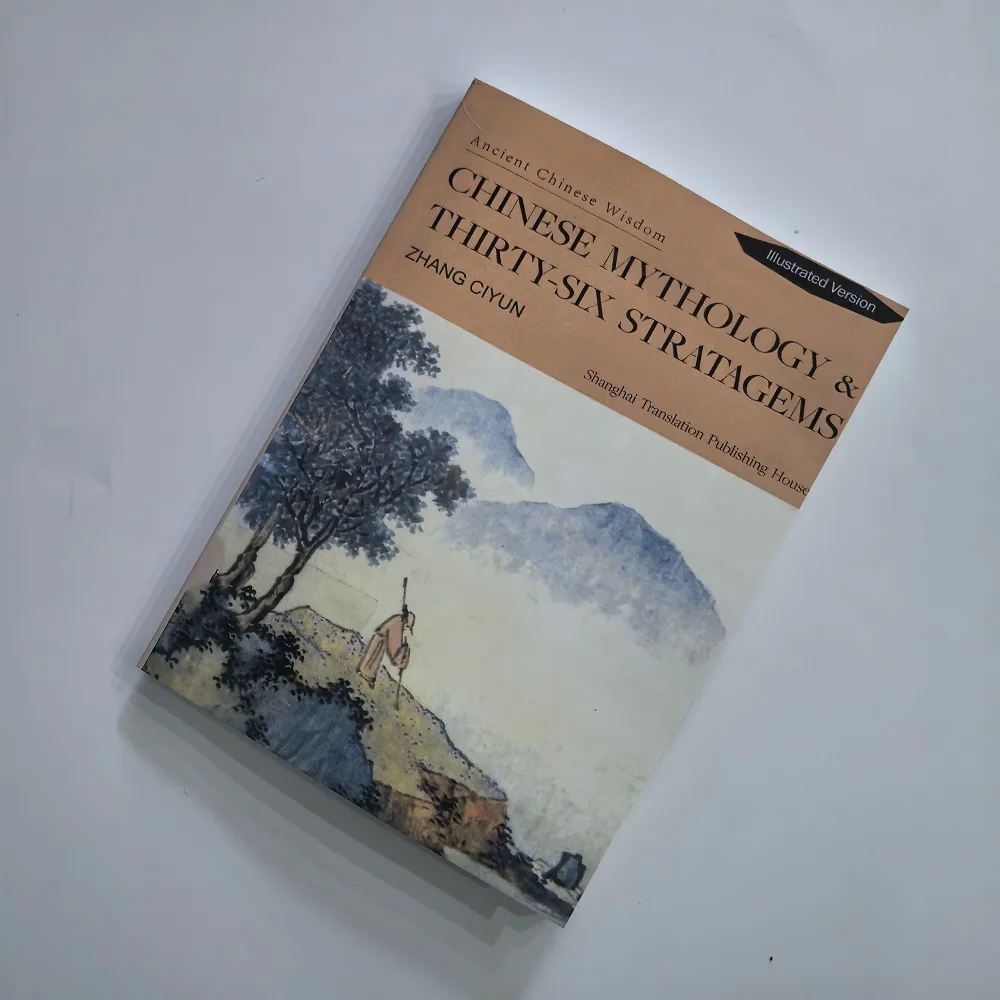 Ancient Chinese Wisdom
CHINESE MYTHOLOGY &
THIRTY-SIX STRATAGEMS
ZHANG CIYUN
Illustrated Version
Shanghai Translation Publishing House